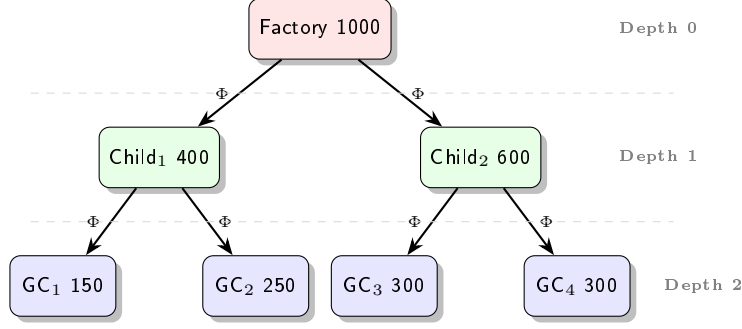 Factory 1000
Depth 0
Φ
Φ
Child₁ 400
Child₂ 600
Depth 1
Φ
Φ
Φ
Φ
GC₁ 150
GC₂ 250
GC₃ 300
GC₄ 300
Depth 2